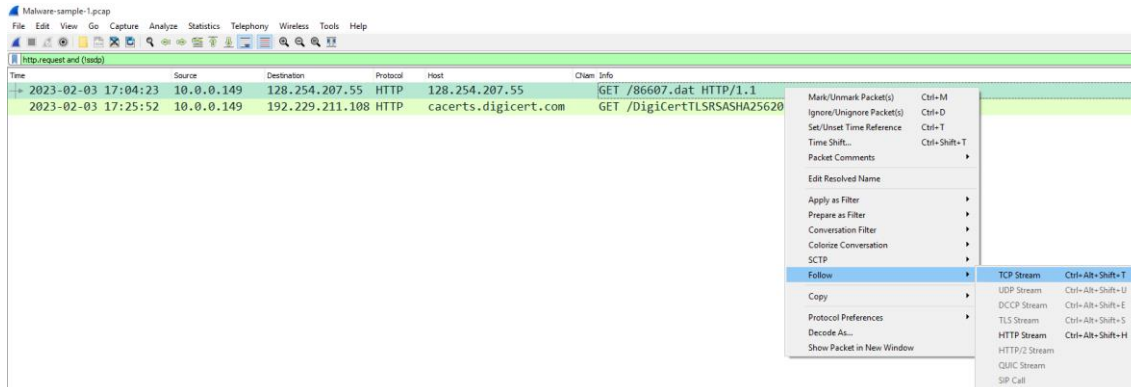 Malware-sample-1.pcap
File Edit View Go Capture Analyze Statistics Telephony Wireless Tools Help
http.request and (!ssdp)
Time Source Destination Protocol Host CNam Info
2023-02-03 17:04:23 10.0.0.149 128.254.207.55 HTTP 128.254.207.55 GET /86607.dat HTTP/1.1
2023-02-03 17:25:52 10.0.0.149 192.229.211.108 HTTP cacerts.digicert.com GET /DigiCertTLSRSASHA25620
Mark/Unmark Packet(s) Ctrl+M
Ignore/Unignore Packet(s) Ctrl+D
Set/Unset Time Reference Ctrl+T
Time Shift... Ctrl+Shift+T
Packet Comments
Edit Resolved Name
Apply as Filter
Prepare as Filter
Conversation Filter
Colorize Conversation
SCTP
Follow
Copy
Protocol Preferences
Decode As...
Show Packet in New Window
TCP Stream Ctrl+Alt+Shift+T
UDP Stream Ctrl+Alt+Shift+U
DCCP Stream Ctrl+Alt+Shift+E
TLS Stream Ctrl+Alt+Shift+S
HTTP Stream Ctrl+Alt+Shift+H
HTTP/2 Stream
QUIC Stream
SIP Call